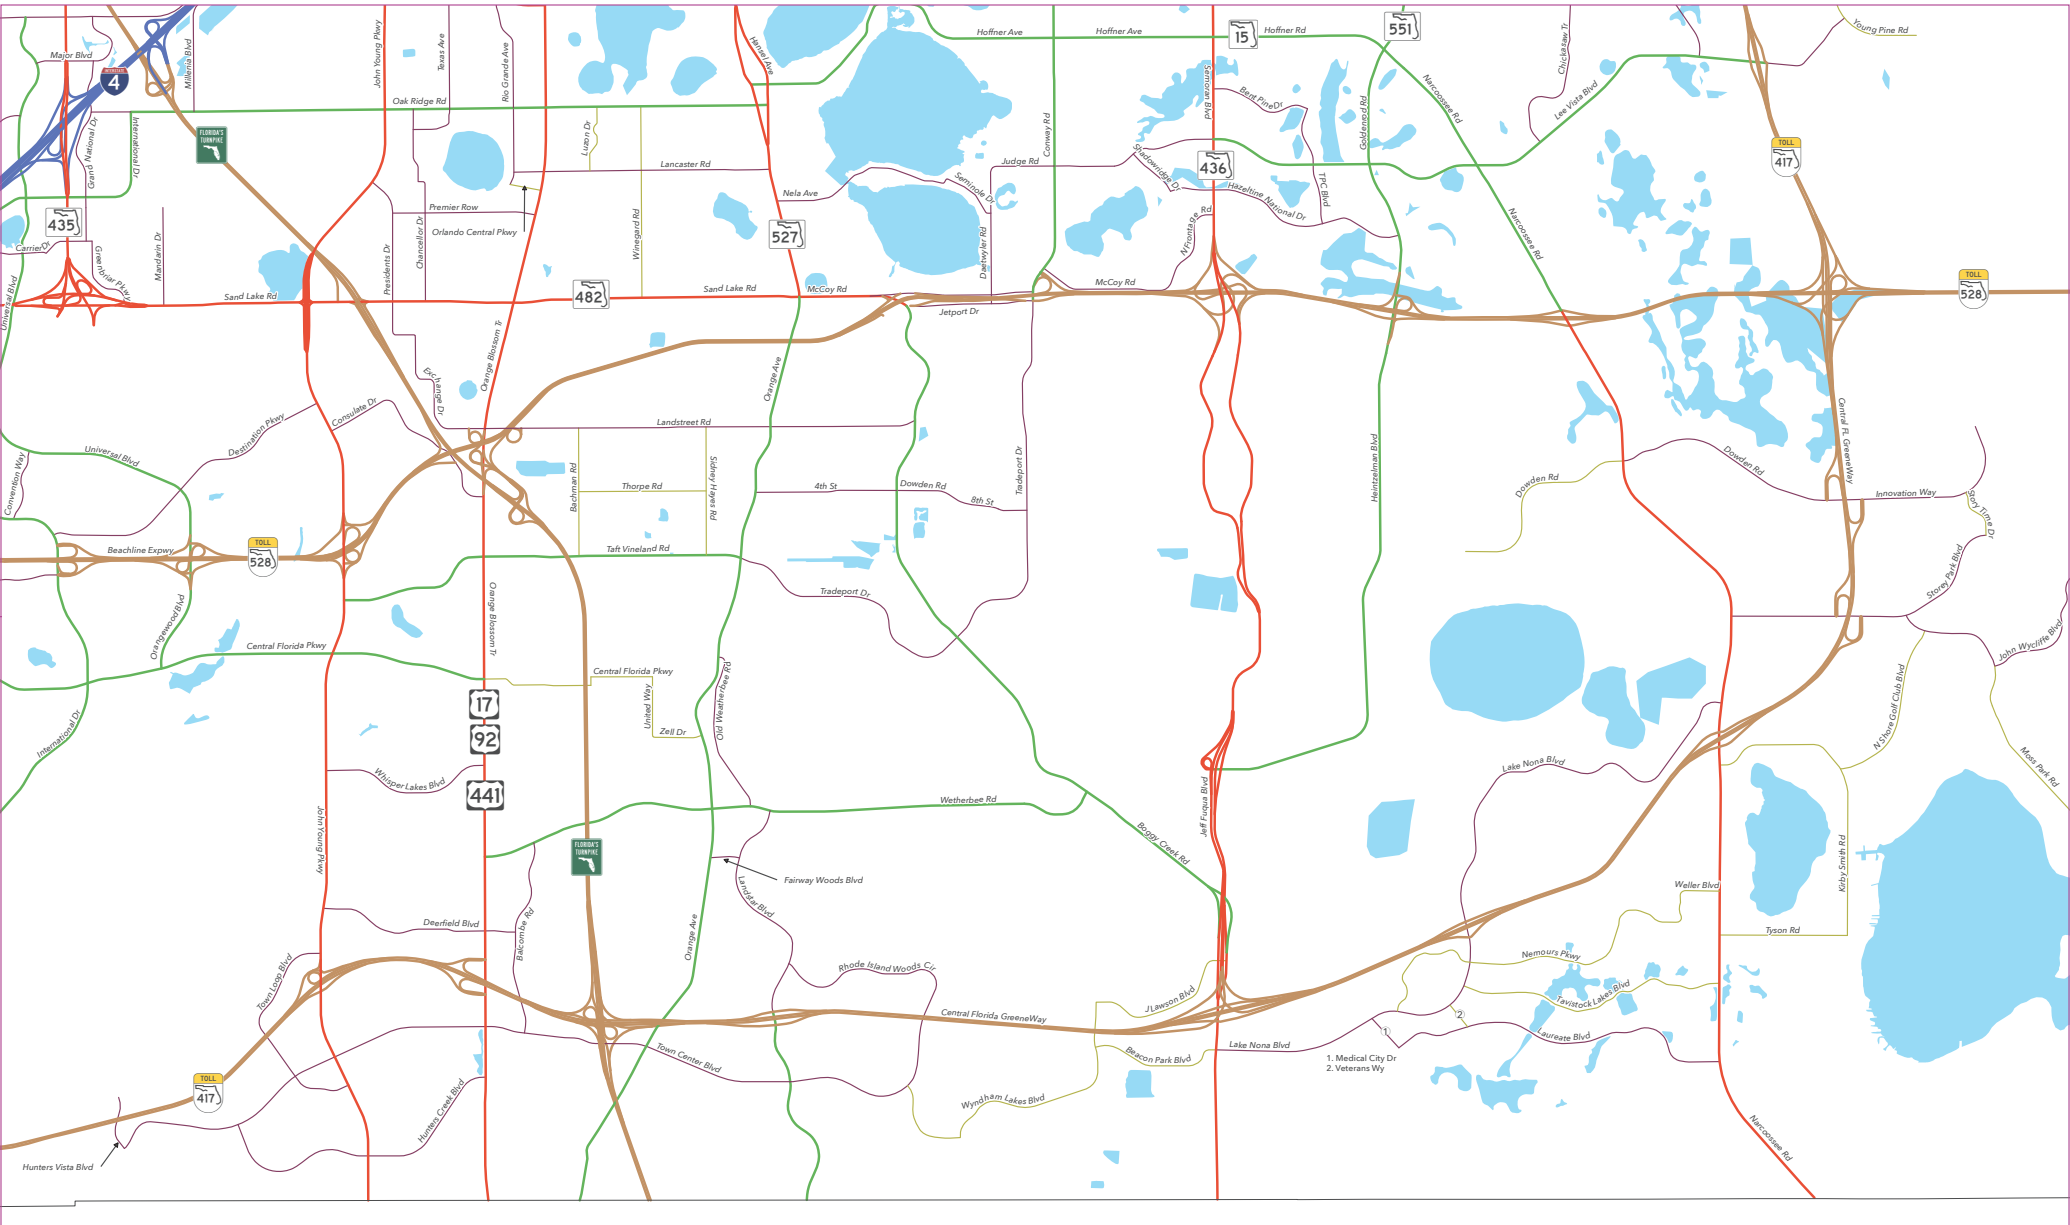 Major Blvd
INTERSTATE
4
Millenia Blvd
John Young Pkwy
Texas Ave
Rio Grande Ave
Hansel Ave
Hoffner Ave
Hoffner Ave
15
Hoffner Rd
551
Chickasaw Tr
Young Pine Rd
Oak Ridge Rd
Semoran Blvd
Bent Pine Dr
Goldenrod Rd
Narcoossee Rd
Lee Vista Blvd
Grand National Dr
International Dr
FLORIDA'S
TURNPIKE
Luzon Dr
Lancaster Rd
Conway Rd
Judge Rd
Shadowridge Dr
436
TOLL
417
Nela Ave
Seminole Dr
Hazeltine National Dr
TPC Blvd
435
Premier Row
Orlando Central Pkwy
Winegard Rd
527
N Frontage Rd
Narcoossee Rd
Carrier Dr
Greenbriar Pkwy
Mandarin Dr
Presidents Dr
Chancellor Dr
Daetwyler Rd
Universal Blvd
Sand Lake Rd
482
Sand Lake Rd
McCoy Rd
McCoy Rd
Jetport Dr
TOLL
528
Orange Blossom Tr
Exchange Dr
Orange Ave
Destination Pkwy
Consulate Dr
Landstreet Rd
Central FL GreeneWay
Universal Blvd
Convention Way
Bachman Rd
Thorpe Rd
Sidney Hayes Rd
4th St
Dowden Rd
8th St
Tradeport Dr
Heintzelman Blvd
Dowden Rd
Dowden Rd
Innovation Way
Story Time Dr
Beachline Expwy
TOLL
528
Taft Vineland Rd
Tradeport Dr
Storey Park Blvd
Orangewood Blvd
Orange Blossom Tr
Central Florida Pkwy
Central Florida Pkwy
John Wycliffe Blvd
United Way
Old Weatherbee Rd
Zell Dr
17
92
441
International Dr
N Shore Golf Club Blvd
Moss Park Rd
Whisper Lakes Blvd
Lake Nona Blvd
Wetherbee Rd
Jeff Fuqua Blvd
Boggy Creek Rd
John Young Pkwy
FLORIDA'S
TURNPIKE
Fairway Woods Blvd
Kirby Smith Rd
Landstar Blvd
Weller Blvd
Deerfield Blvd
Balcombe Rd
Orange Ave
Tyson Rd
Town Loop Blvd
Rhode Island Woods Cir
Nemours Pkwy
J Lawson Blvd
Tavistock Lakes Blvd
Central Florida GreeneWay
1
2
Town Center Blvd
Beacon Park Blvd
Lake Nona Blvd
Laureate Blvd
1. Medical City Dr
2. Veterans Wy
TOLL
417
Hunters Creek Blvd
Wyndham Lakes Blvd
Narcoossee Rd
Hunters Vista Blvd